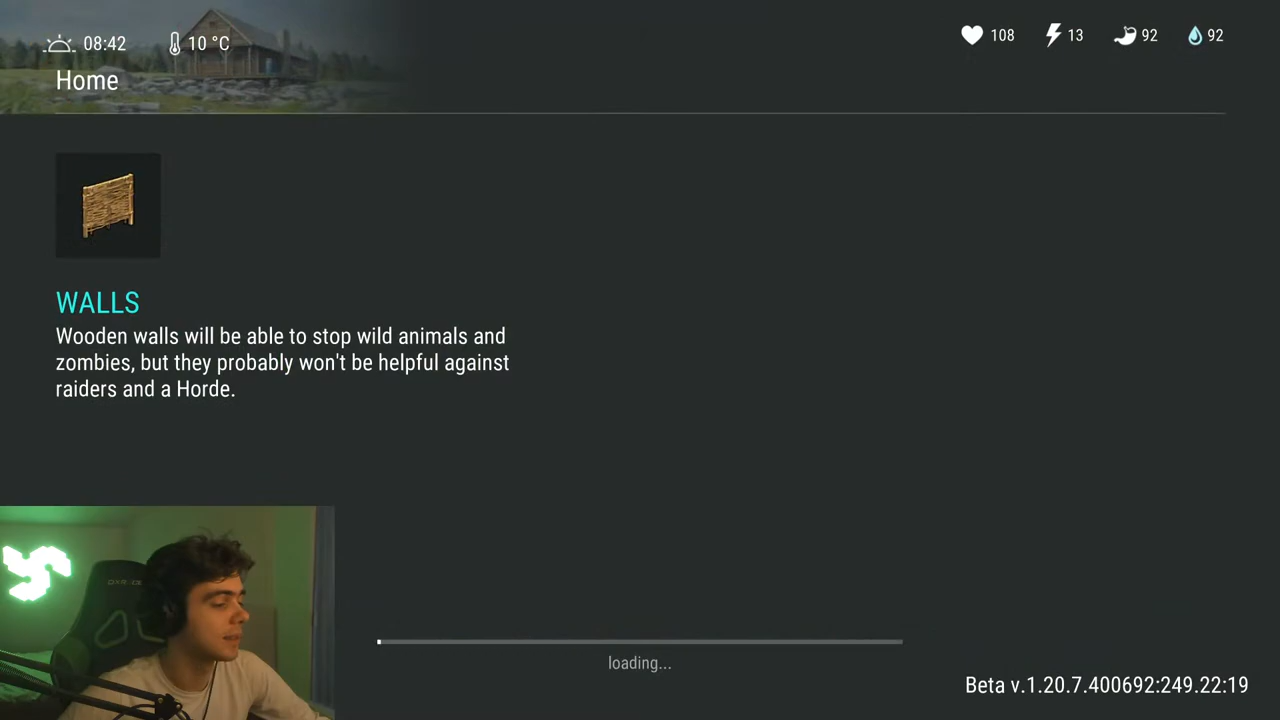 08:42 10 °C
108 13 92 92
Home
WALLS
Wooden walls will be able to stop wild animals and
zombies, but they probably won't be helpful against
raiders and a Horde.
loading...
Beta v.1.20.7.400692:249.22:19